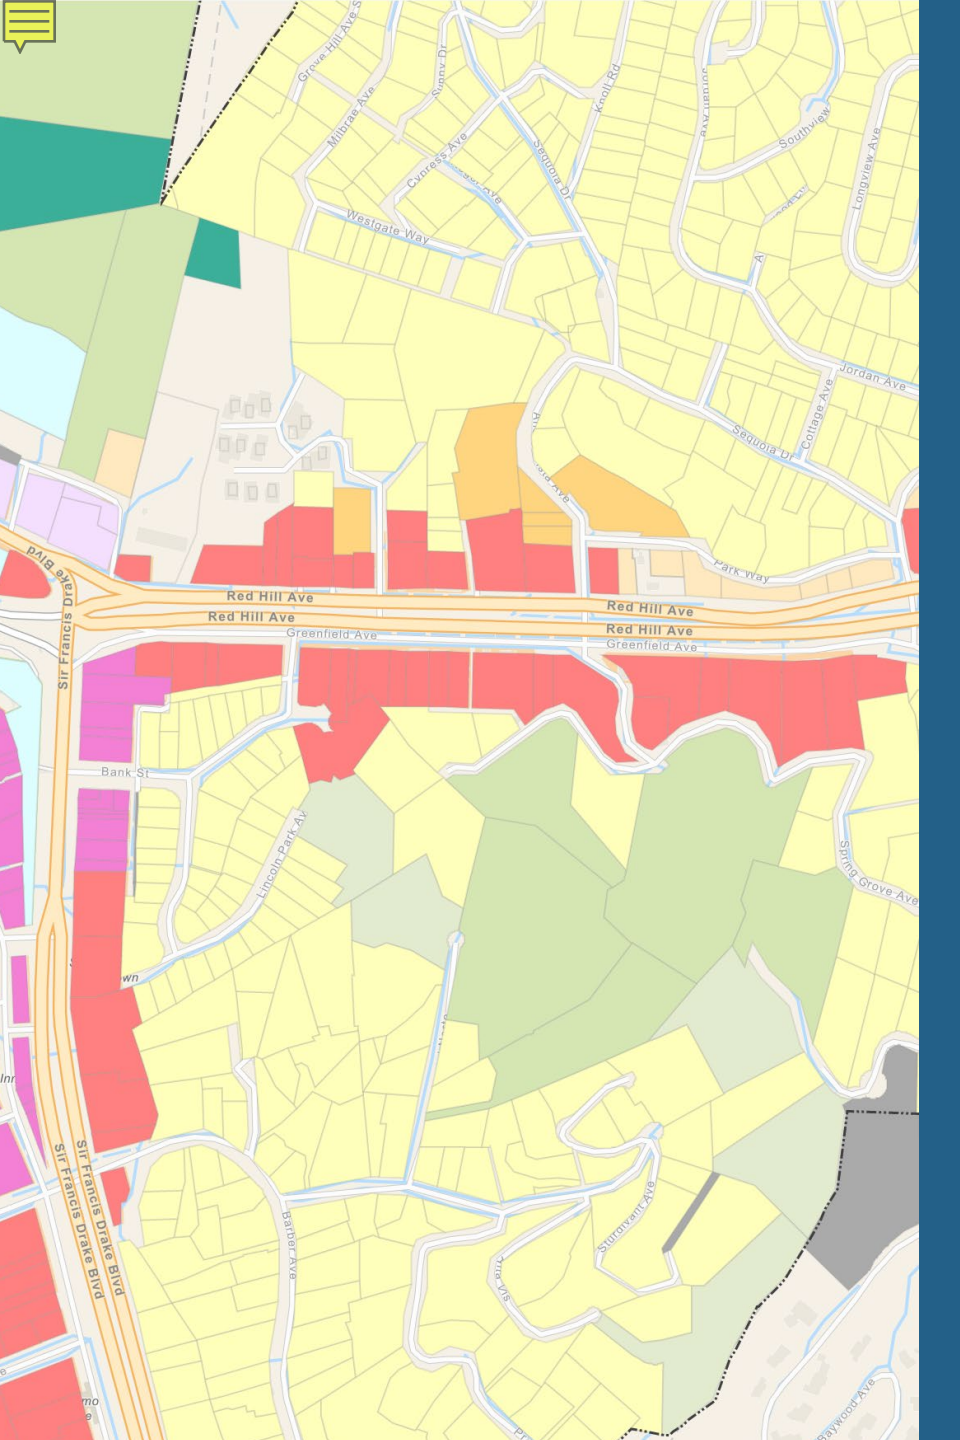 Grove Hill Ave S
Sunny Dr
Knoll Rd
Milbrae Ave
Cypress Ave
Sequoia Dr
Southview
Longview Ave
Westgate Way
Jordan Ave
Cottage Ave
Sequoia Dr
Park Way
Sir Francis Drake Blvd
Red Hill Ave
Red Hill Ave
Red Hill Ave
Red Hill Ave
Greenfield Ave
Greenfield Ave
Bank St
Lincoln Park Av
Spring Grove Ave
Inn
Sir Francis Drake Blvd
Sir Francis Drake Blvd
Barber Ave
Sturdivant Ave
Baywood Ave